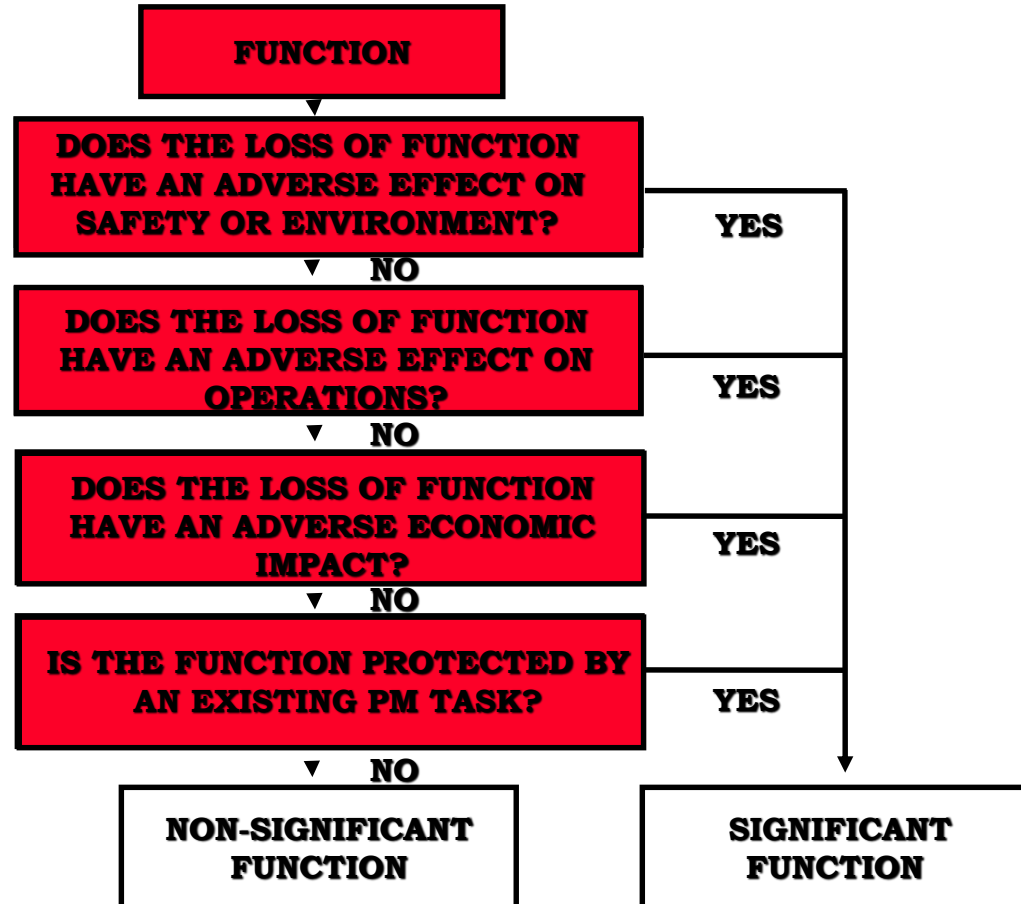 FUNCTION
DOES THE LOSS OF FUNCTION
HAVE AN ADVERSE EFFECT ON
SAFETY OR ENVIRONMENT?
YES
NO
DOES THE LOSS OF FUNCTION
HAVE AN ADVERSE EFFECT ON
OPERATIONS?
YES
NO
DOES THE LOSS OF FUNCTION
HAVE AN ADVERSE ECONOMIC
IMPACT?
YES
NO
IS THE FUNCTION PROTECTED BY
AN EXISTING PM TASK?
YES
NO
NON-SIGNIFICANT
FUNCTION
SIGNIFICANT
FUNCTION